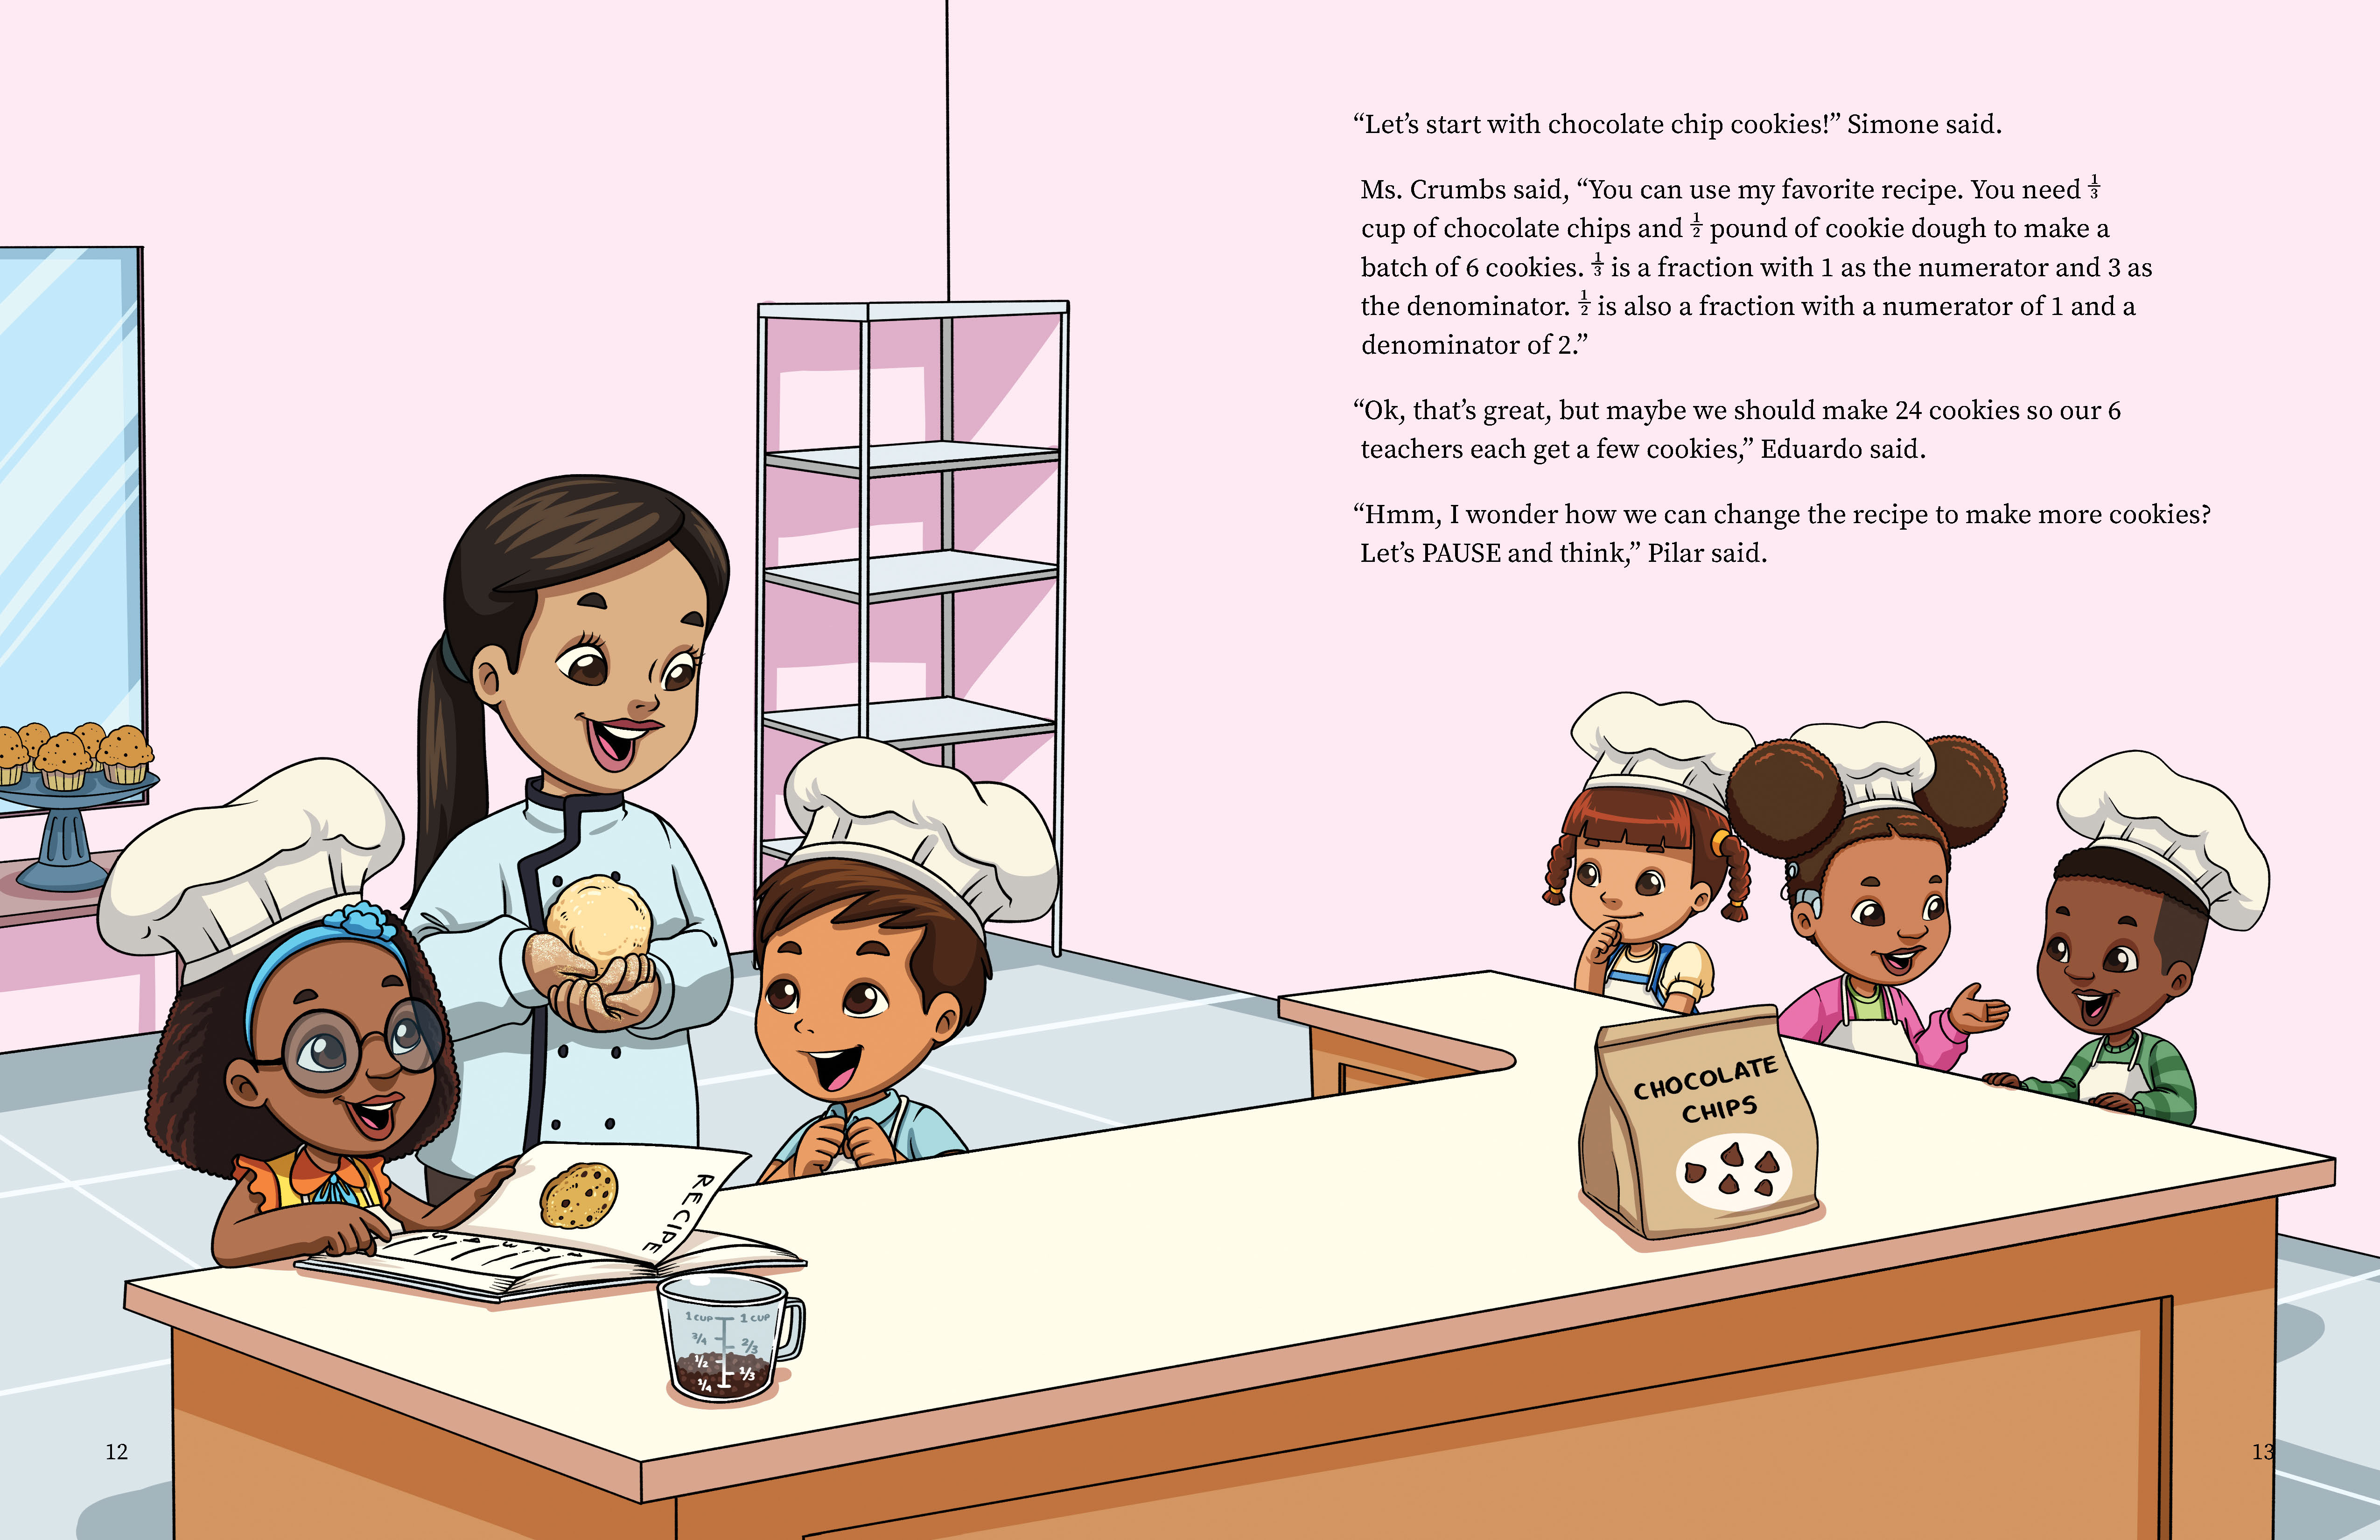 “Let’s start with chocolate chip cookies!” Simone said.
Ms. Crumbs said, “You can use my favorite recipe. You need 1/3
cup of chocolate chips and 1/2 pound of cookie dough to make a
batch of 6 cookies. 1/3 is a fraction with 1 as the numerator and 3 as
the denominator. 1/2 is also a fraction with a numerator of 1 and a
denominator of 2.”
“Ok, that’s great, but maybe we should make 24 cookies so our 6
teachers each get a few cookies,” Eduardo said.
“Hmm, I wonder how we can change the recipe to make more cookies?
Let’s PAUSE and think,” Pilar said.
CHOCOLATE
CHIPS
RECIPE
1 CUP 1 CUP
3/4 2/3
1/2 1/3
1/4
12
13